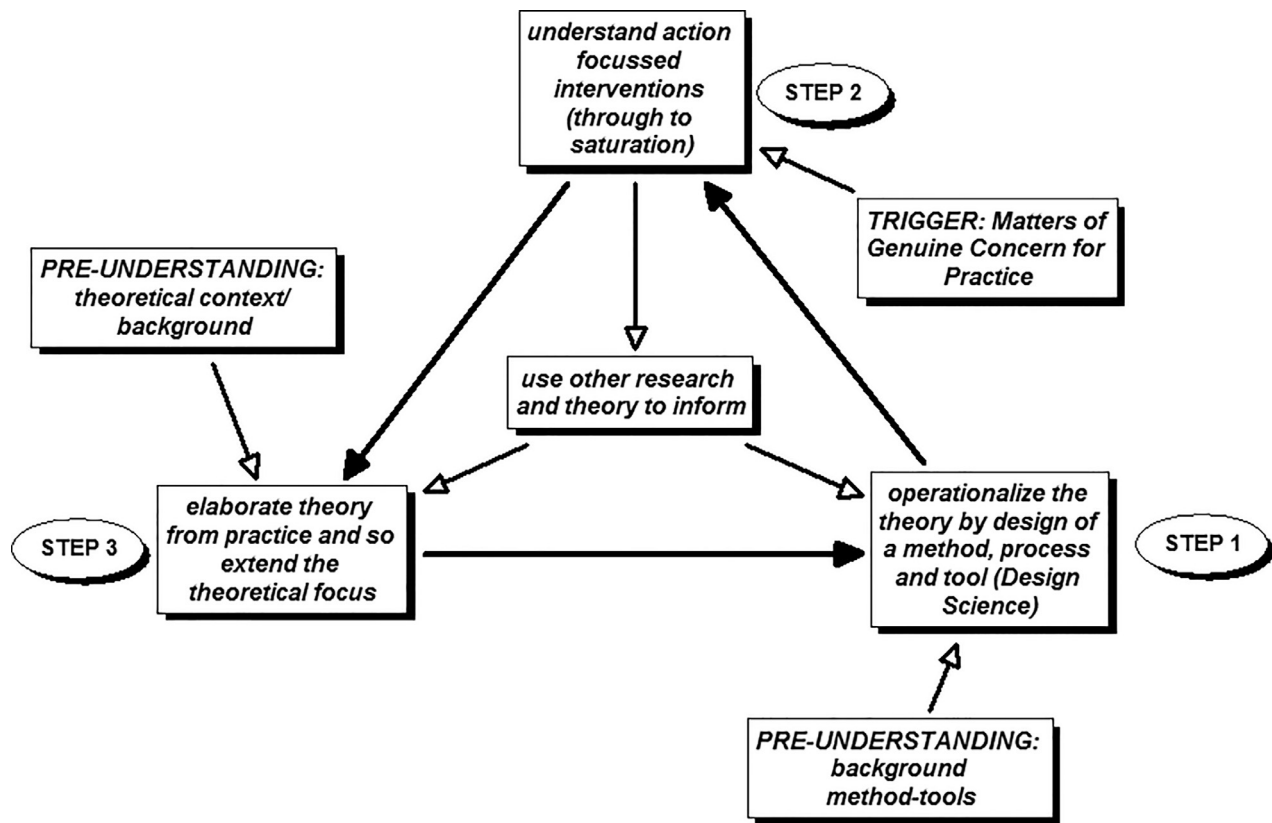 understand action
focussed
interventions
(through to
saturation)
STEP 2
TRIGGER: Matters of
Genuine Concern for
Practice
PRE-UNDERSTANDING:
theoretical context/
background
use other research
and theory to inform
STEP 3
elaborate theory
from practice and so
extend the
theoretical focus
operationalize the
theory by design of
a method, process
and tool (Design
Science)
STEP 1
PRE-UNDERSTANDING:
background
method-tools